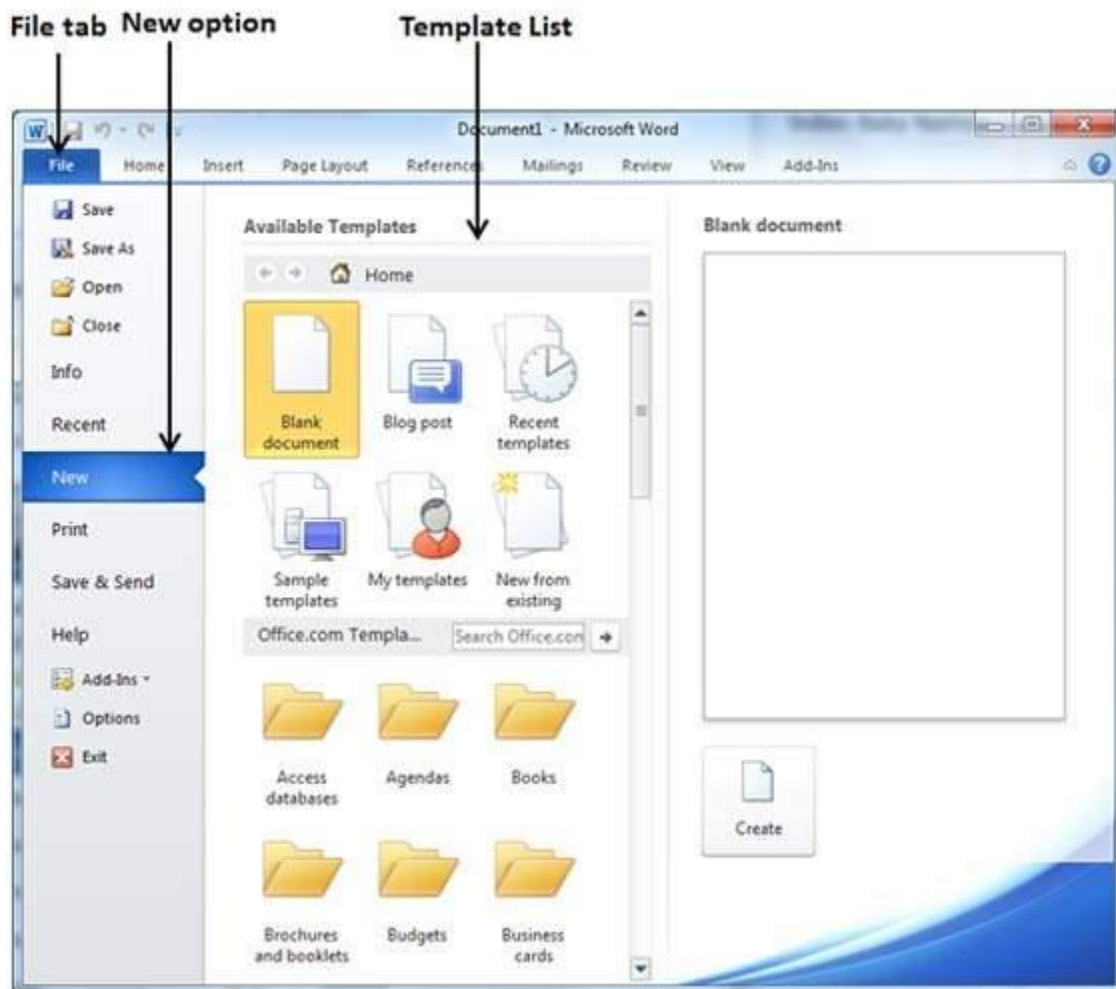 File tab New option Template List
W
Document1 - Microsoft Word
File Home Insert Page Layout References Mailings Review View Add-Ins
Save
Save As
Open
Close
Info
Recent
New
Print
Save & Send
Help
Add-Ins
Options
Exit
Available Templates
Home
Blank
document
Blog post
Recent
templates
Sample
templates
My templates
New from
existing
Office.com Templa... Search Office.com
Access
databases
Agendas
Books
Brochures
and booklets
Budgets
Business
cards
Blank document
Create